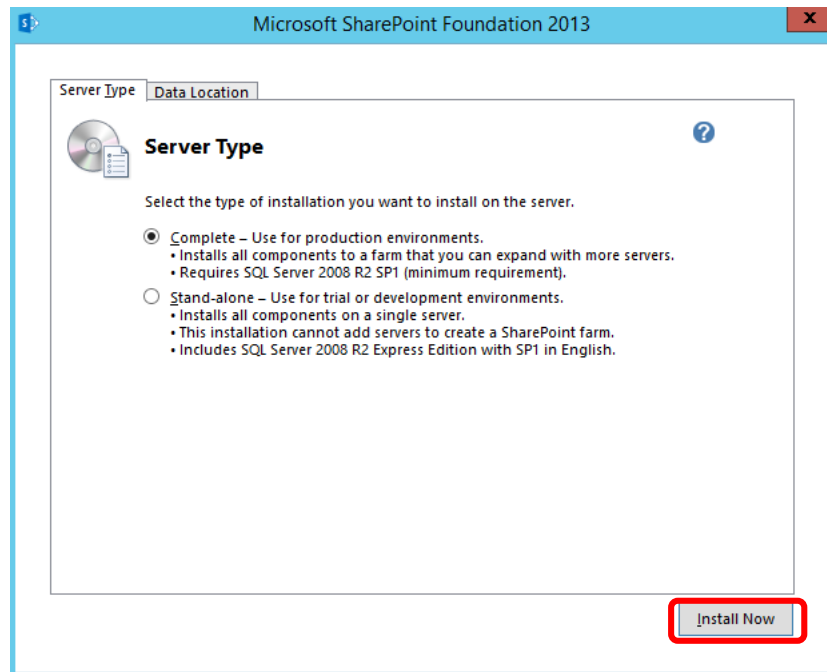 Microsoft SharePoint Foundation 2013
x
Server Type
Data Location
?
Server Type
Select the type of installation you want to install on the server.
Complete – Use for production environments.
• Installs all components to a farm that you can expand with more servers.
• Requires SQL Server 2008 R2 SP1 (minimum requirement).
Stand-alone – Use for trial or development environments.
• Installs all components on a single server.
• This installation cannot add servers to create a SharePoint farm.
• Includes SQL Server 2008 R2 Express Edition with SP1 in English.
Install Now